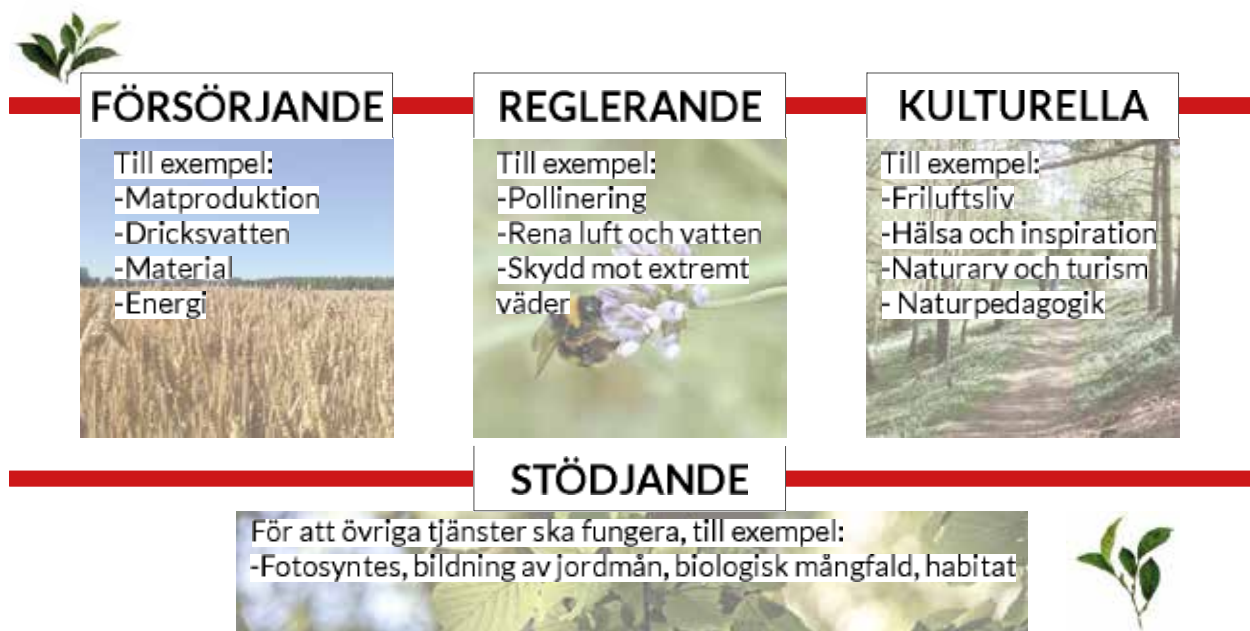 FÖRSÖRJANDE
Till exempel:
-Matproduktion
-Dricksvatten
-Material
-Energi
REGLERANDE
Till exempel:
-Pollinering
-Rena luft och vatten
-Skydd mot extremt
väder
KULTURELLA
Till exempel:
-Friluftsliv
-Hälsa och inspiration
-Naturarv och turism
- Naturpedagogik
STÖDJANDE
För att övriga tjänster ska fungera, till exempel:
-Fotosyntes, bildning av jordmån, biologisk mångfald, habitat